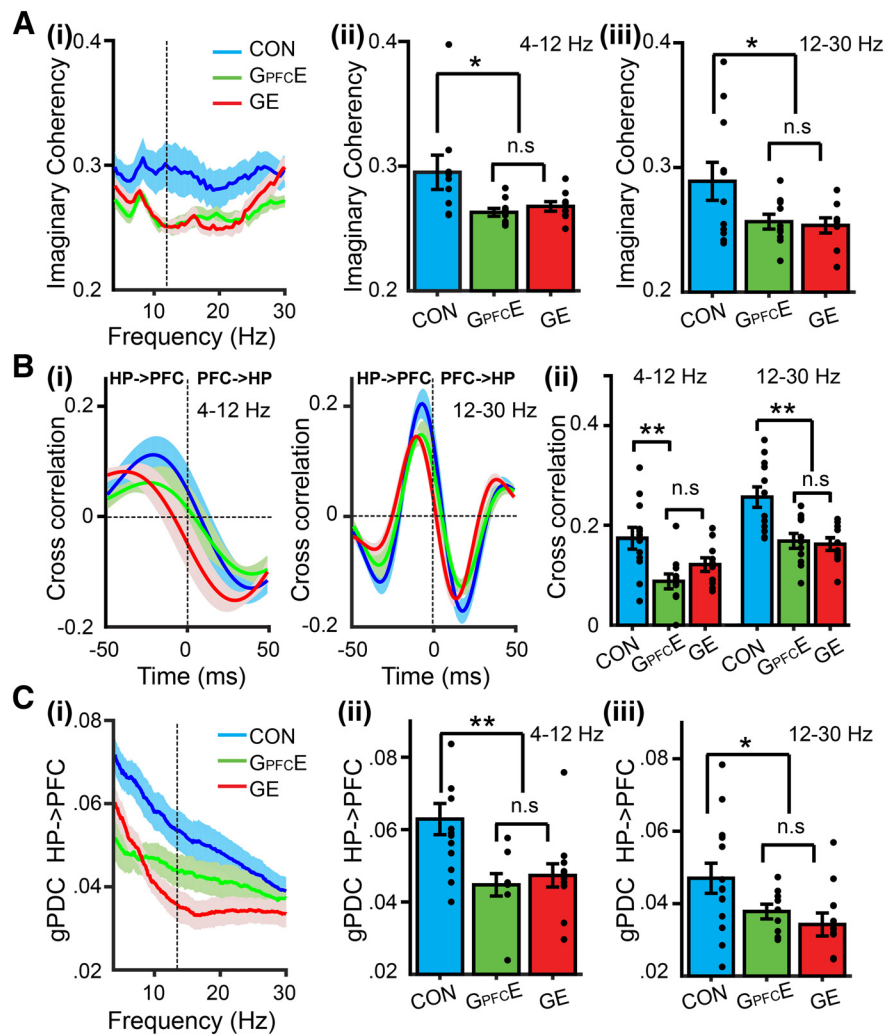 A
(i)
CON
GPFCE
GE
0.4
0.3
0.2
Imaginary Coherency
10 20 30
Frequency (Hz)
(ii)
4-12 Hz
*
n.s
0.4
0.3
0.2
Imaginary Coherency
CON GPFCE GE
(iii)
12-30 Hz
*
n.s
0.4
0.3
0.2
Imaginary Coherency
CON GPFCE GE
B
(i)
HP->PFC PFC->HP
4-12 Hz
0.2
0
-0.2
Cross correlation
-50 0 50
Time (ms)
HP->PFC PFC->HP
12-30 Hz
0.2
0
-0.2
Cross correlation
-50 0 50
Time (ms)
(ii)
4-12 Hz 12-30 Hz
** **
n.s n.s
0.4
0.2
0
Cross correlation
CON GPFCE GE CON GPFCE GE
C
(i)
CON
GPFCE
GE
.08
.06
.04
.02
gPDC HP->PFC
10 20 30
Frequency (Hz)
(ii)
4-12 Hz
**
n.s
.08
.06
.04
.02
gPDC HP->PFC
CON GPFCE GE
(iii)
12-30 Hz
*
n.s
.08
.06
.04
.02
gPDC HP->PFC
CON GPFCE GE